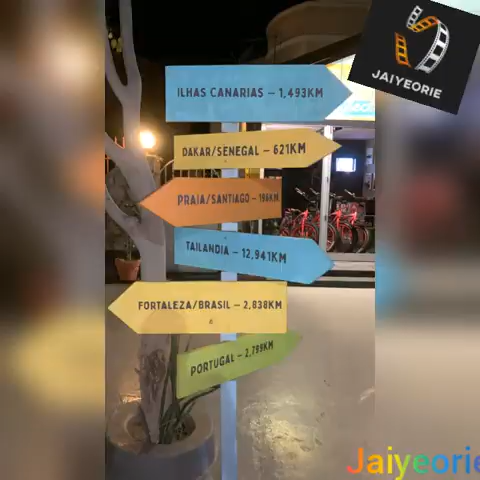 JAIYEORIE
ILHAS CANARIAS – 1,493KM
DAKAR/SENEGAL – 621KM
PRAIA/SANTIAGO – 198KM
TAILANDIA – 12,941KM
FORTALEZA/BRASIL – 2,838KM
PORTUGAL – 2,799KM
Jaiyeorie